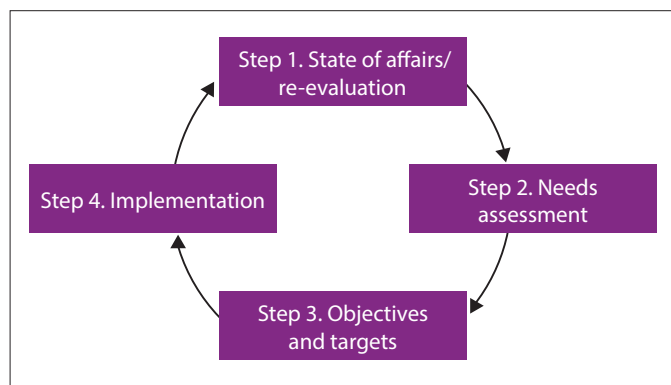 Step 1. State of affairs/
re-evaluation
Step 2. Needs
assessment
Step 3. Objectives
and targets
Step 4. Implementation